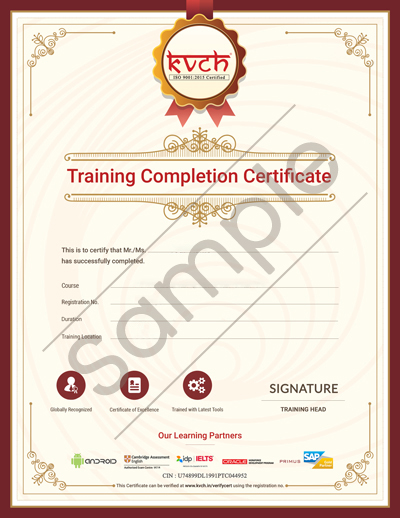 kvch
ISO 9001:2015 Certified
Training Completion Certificate
Sample
This is to certify that Mr./Ms.
has successfully completed.
Course
Registration No.
Duration
Training Location
Globally Recognized
Certificate of Excellence
Trained with Latest Tools
SIGNATURE
TRAINING HEAD
Our Learning Partners
ANDROID
Cambridge Assessment
English
idp IELTS
ORACLE
PRIMUS
SAP
CIN : U74899DL1991PTC044952
This Certificate can be verified at www.kvch.in/verifycert using the registration no.